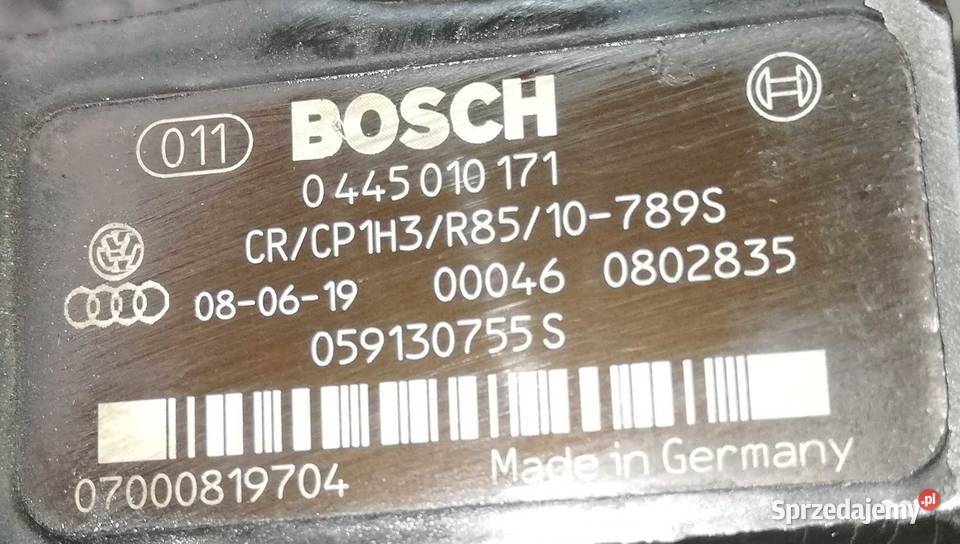 011 BOSCH
0 445 010 171
CR/CP1H3/R85/10-789S
08-06-19 00046 0802835
059130755 S
07000819704 Made in Germany
Sprzedajemy.pl